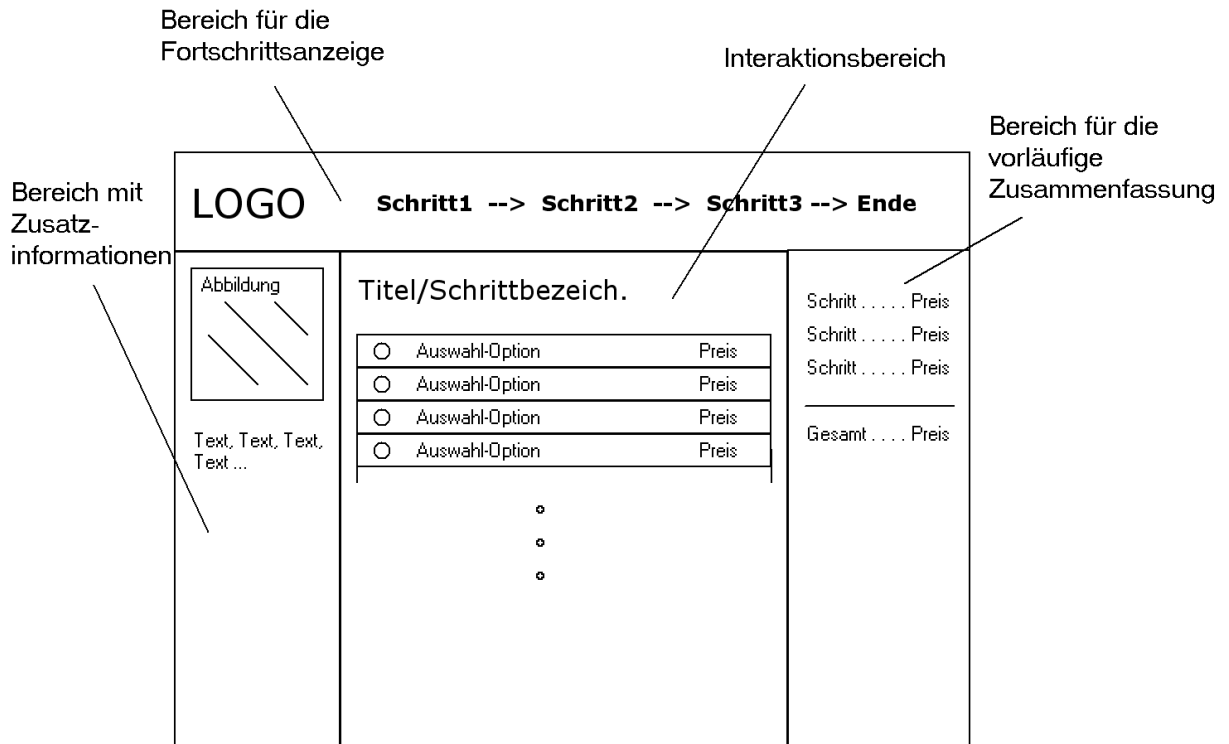 Bereich für die
Fortschrittsanzeige
Interaktionsbereich
Bereich für die
vorläufige
Zusammenfassung
Bereich mit
Zusatz-
informationen
LOGO
Schritt1 --> Schritt2 --> Schritt3 --> Ende
Abbildung
Text, Text, Text,
Text ...
Titel/Schrittbezeich.
Auswahl-Option Preis
Auswahl-Option Preis
Auswahl-Option Preis
Auswahl-Option Preis
Schritt . . . . . Preis
Schritt . . . . . Preis
Schritt . . . . . Preis
Gesamt . . . . Preis